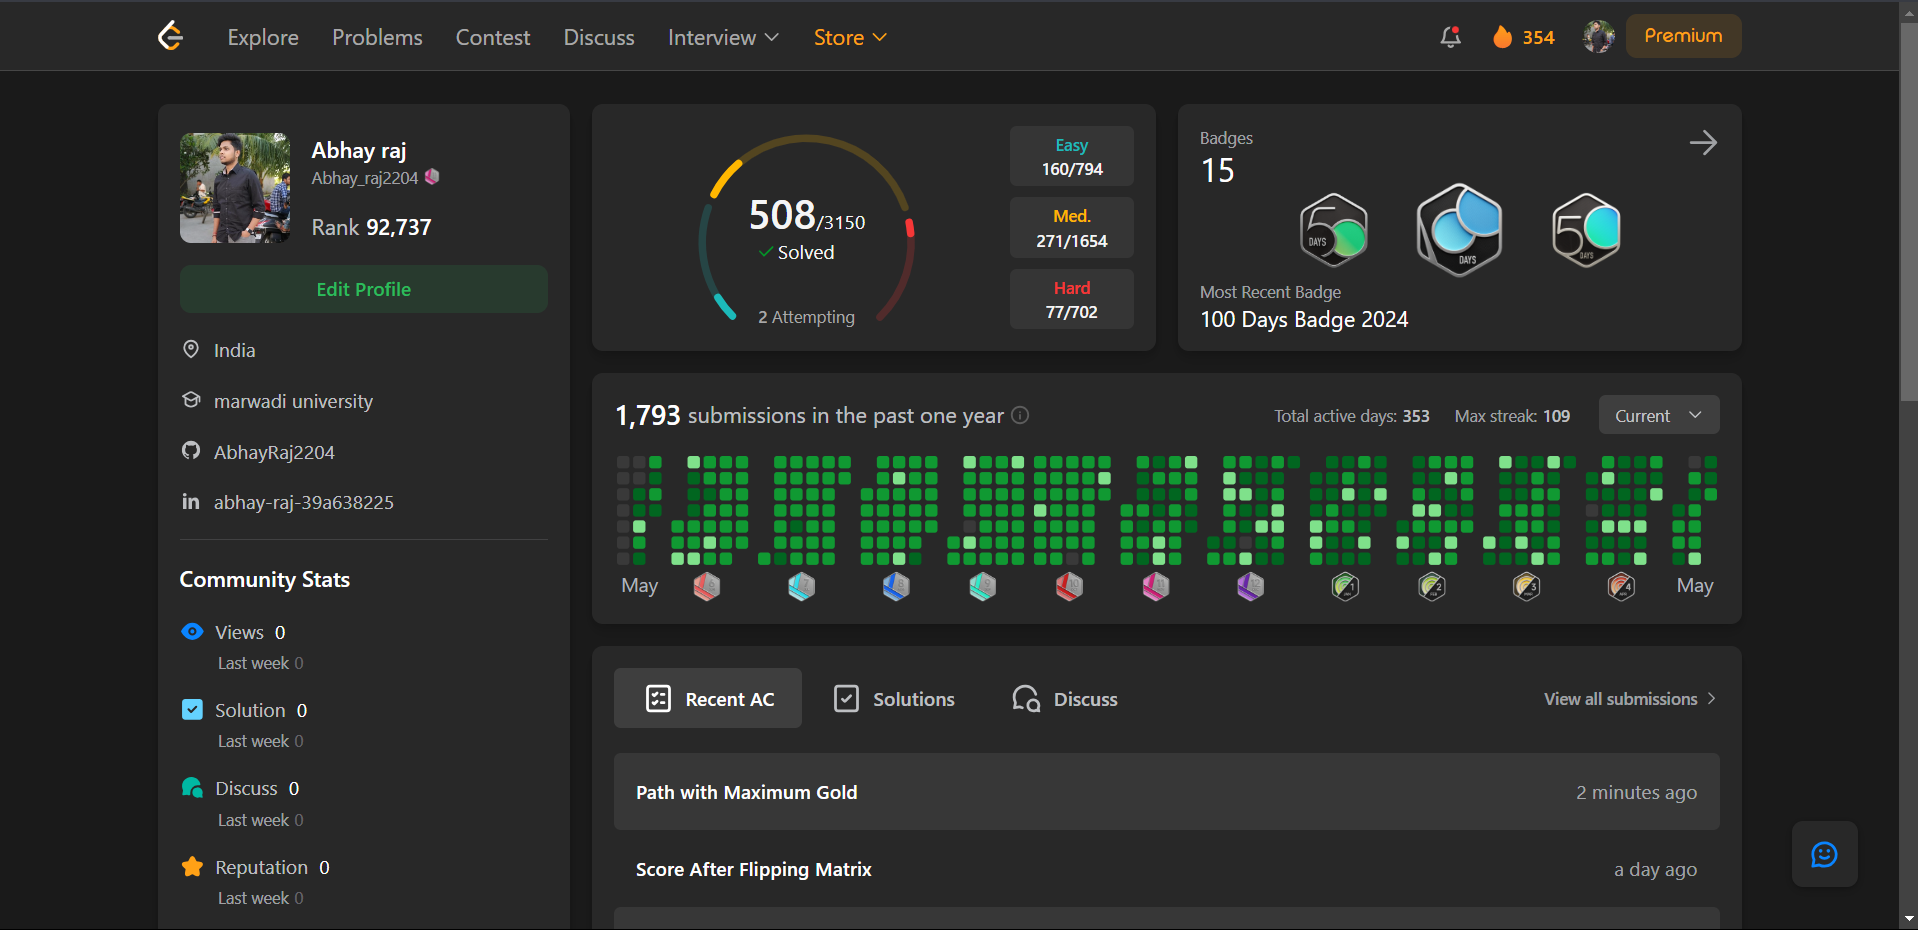 Explore Problems Contest Discuss Interview Store 354 Premium
Abhay raj
Abhay_raj2204
Rank 92,737
Edit Profile
India
marwadi university
AbhayRaj2204
abhay-raj-39a638225
Community Stats
Views 0
Last week 0
Solution 0
Last week 0
Discuss 0
Last week 0
Reputation 0
Last week 0
508/3150
Solved
2 Attempting
Easy
160/794
Med.
271/1654
Hard
77/702
Badges
15
50 DAYS
DAYS
50 DAYS
Most Recent Badge
100 Days Badge 2024
1,793 submissions in the past one year
Total active days: 353 Max streak: 109 Current
May May
Recent AC Solutions Discuss View all submissions
Path with Maximum Gold 2 minutes ago
Score After Flipping Matrix a day ago